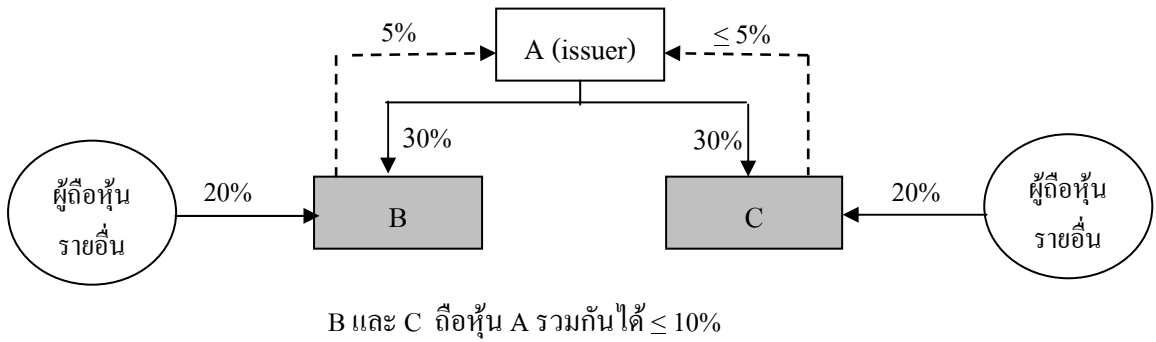 5%
A (issuer)
≤ 5%
30%
30%
ผู้ถือหุ้น
รายอื่น
20%
B
C
20%
ผู้ถือหุ้น
รายอื่น
B และ C ถือหุ้น A รวมกันได้ ≤ 10%